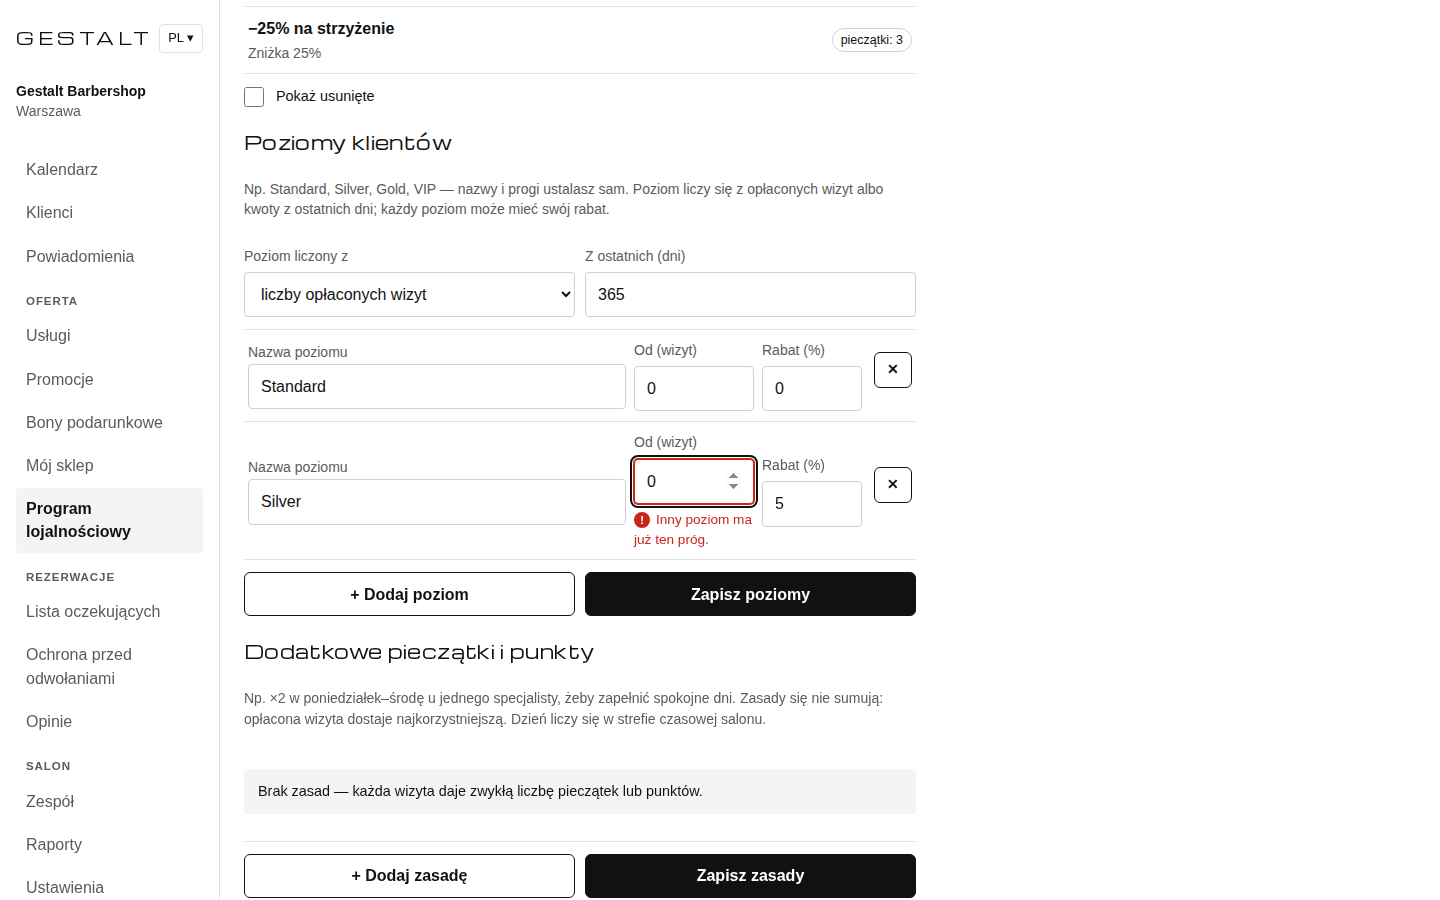 GESTALT
PL ▾
Gestalt Barbershop
Warszawa
Kalendarz
Klienci
Powiadomienia
OFERTA
Usługi
Promocje
Bony podarunkowe
Mój sklep
Program
lojalnościowy
REZERWACJE
Lista oczekujących
Ochrona przed
odwołaniami
Opinie
SALON
Zespół
Raporty
Ustawienia
−25% na strzyżenie
Zniżka 25%
pieczątki: 3
Pokaż usunięte
Poziomy klientów
Np. Standard, Silver, Gold, VIP — nazwy i progi ustalasz sam. Poziom liczy się z opłaconych wizyt albo
kwoty z ostatnich dni; każdy poziom może mieć swój rabat.
Poziom liczony z
Z ostatnich (dni)
liczby opłaconych wizyt
365
Nazwa poziomu
Od (wizyt)
Rabat (%)
Standard
0
0
×
Nazwa poziomu
Od (wizyt)
Rabat (%)
Silver
0
5
×
! Inny poziom ma
już ten próg.
+ Dodaj poziom
Zapisz poziomy
Dodatkowe pieczątki i punkty
Np. ×2 w poniedziałek–środę u jednego specjalisty, żeby zapełnić spokojne dni. Zasady się nie sumują:
opłacona wizyta dostaje najkorzystniejszą. Dzień liczy się w strefie czasowej salonu.
Brak zasad — każda wizyta daje zwykłą liczbę pieczątek lub punktów.
+ Dodaj zasadę
Zapisz zasady